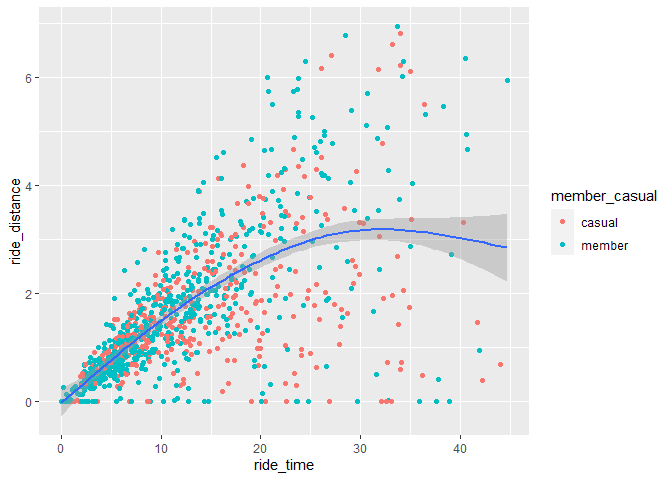 6
4
2
0
ride_distance
0 10 20 30 40
ride_time
member_casual
casual
member